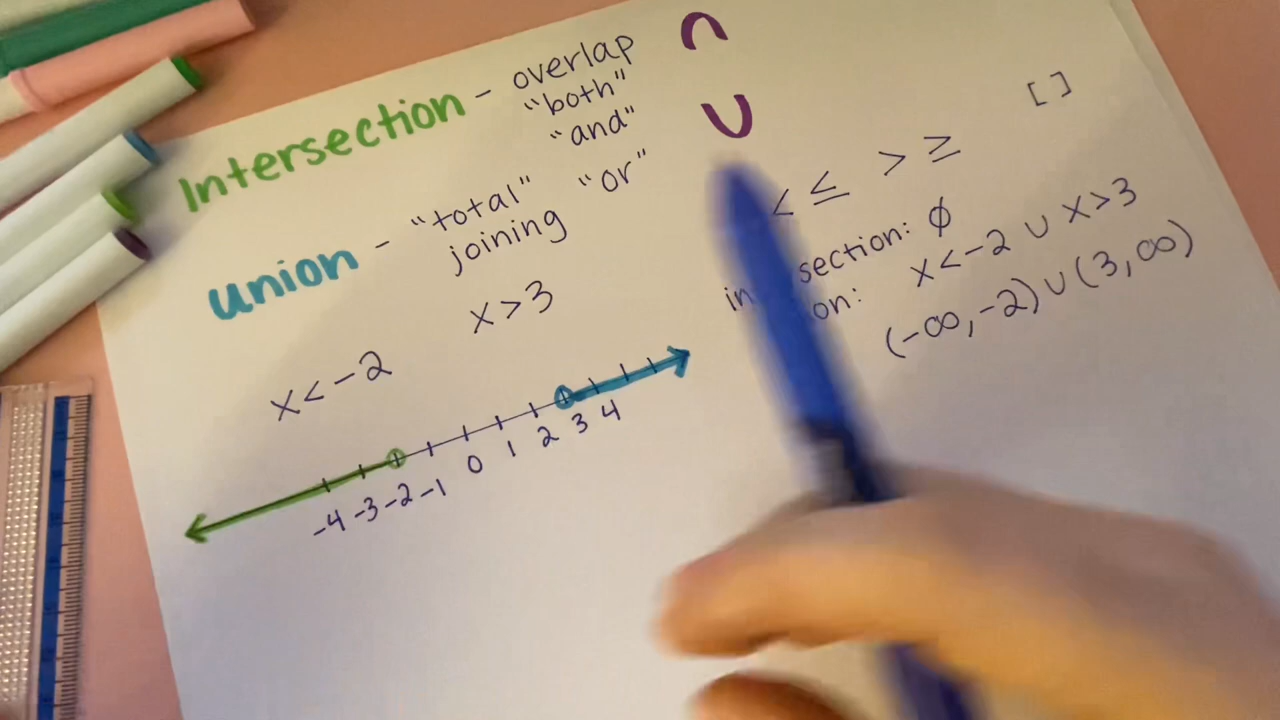 Intersection - overlap
"both"
"and"
∩
union - "total" "or"
joining
∪
[ ]
< ≤ > ≥
section: ∅
x<-2 ∪ x>3
(-∞,-2)∪(3,∞)
x<-2
x>3
-4 -3 -2 -1 0 1 2 3 4